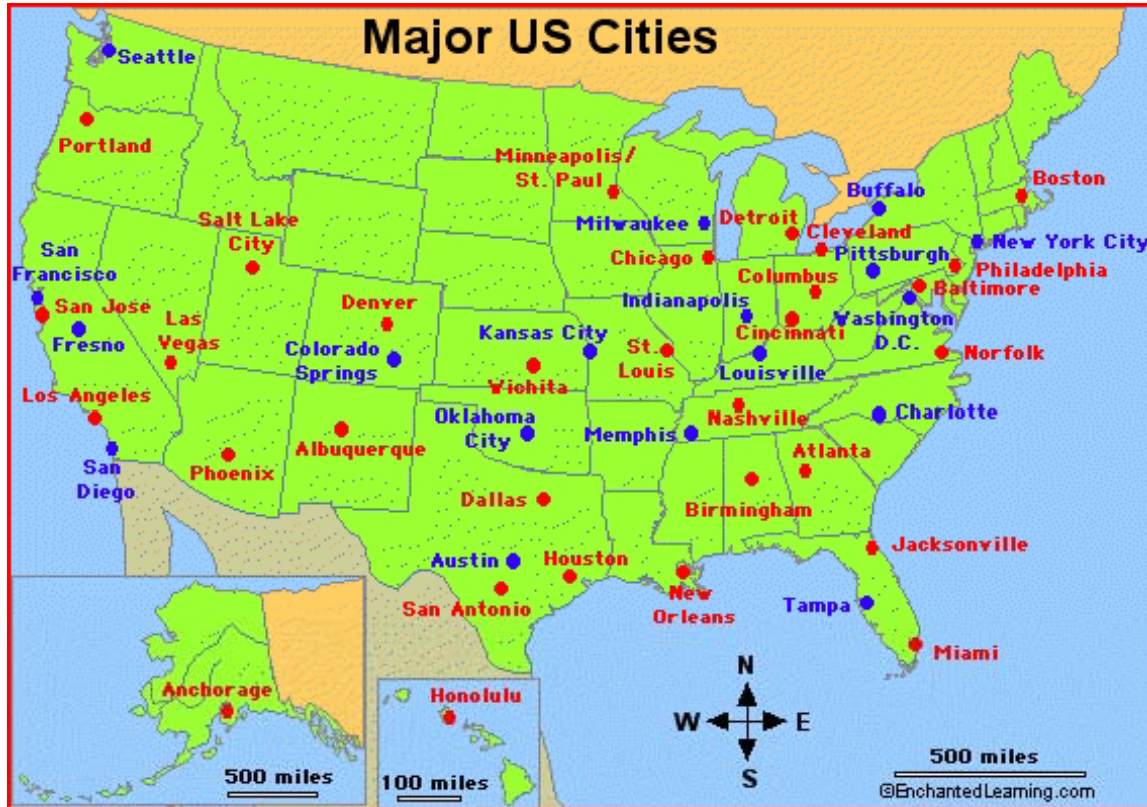 Major US Cities
Seattle
Portland
Minneapolis/
St. Paul
Boston
Buffalo
Milwaukee
Detroit
Cleveland
New York City
Salt Lake
City
San
Francisco
Chicago
Pittsburgh
Philadelphia
Columbus
Baltimore
San Jose
Denver
Indianapolis
Fresno
Las
Vegas
Kansas City
Cincinnati
Washington
D.C.
Colorado
Springs
St.
Louis
Louisville
Norfolk
Wichita
Los Angeles
Oklahoma
City
Nashville
Charlotte
Albuquerque
Memphis
Phoenix
Atlanta
San
Diego
Dallas
Birmingham
Jacksonville
Austin
Houston
San Antonio
New
Orleans
Tampa
Miami
Anchorage
500 miles
Honolulu
100 miles
N
W
E
S
500 miles
©EnchantedLearning.com